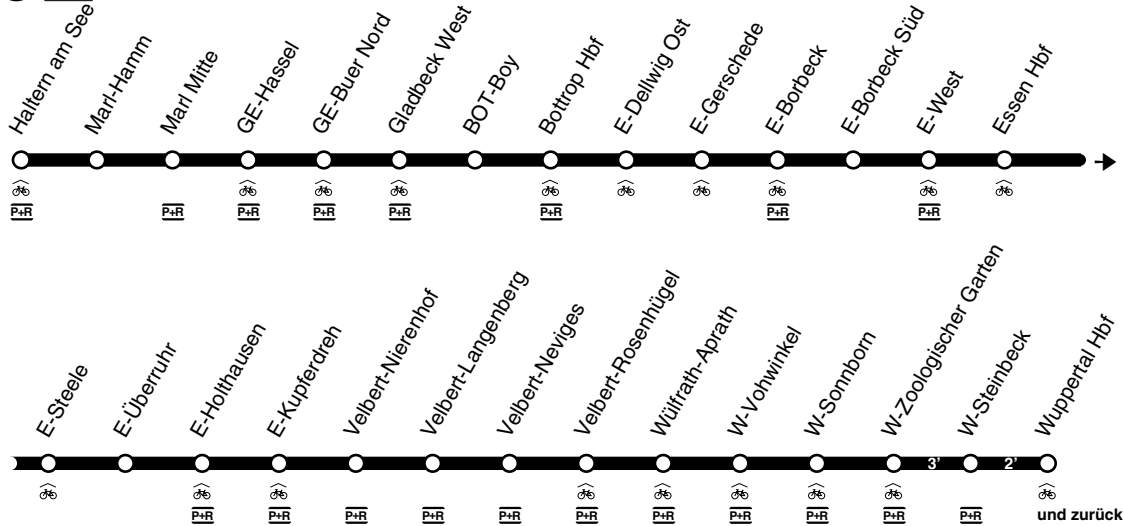 Haltern am See
Marl-Hamm
Marl Mitte
GE-Hassel
GE-Buer Nord
Gladbeck West
BOT-Boy
Bottrop Hbf
E-Dellwig Ost
E-Gerschede
E-Borbeck
E-Borbeck Süd
E-West
Essen Hbf
P+R P+R P+R P+R P+R P+R P+R P+R
E-Steele
E-Überruhr
E-Holthausen
E-Kupferdreh
Velbert-Nierenhof
Velbert-Langenberg
Velbert-Neviges
Velbert-Rosenhügel
Wülfrath-Aprath
W-Vohwinkel
W-Sonnborn
W-Zoologischer Garten
W-Steinbeck
Wuppertal Hbf
3' 2'
P+R P+R P+R P+R P+R P+R P+R P+R P+R P+R P+R und zurück